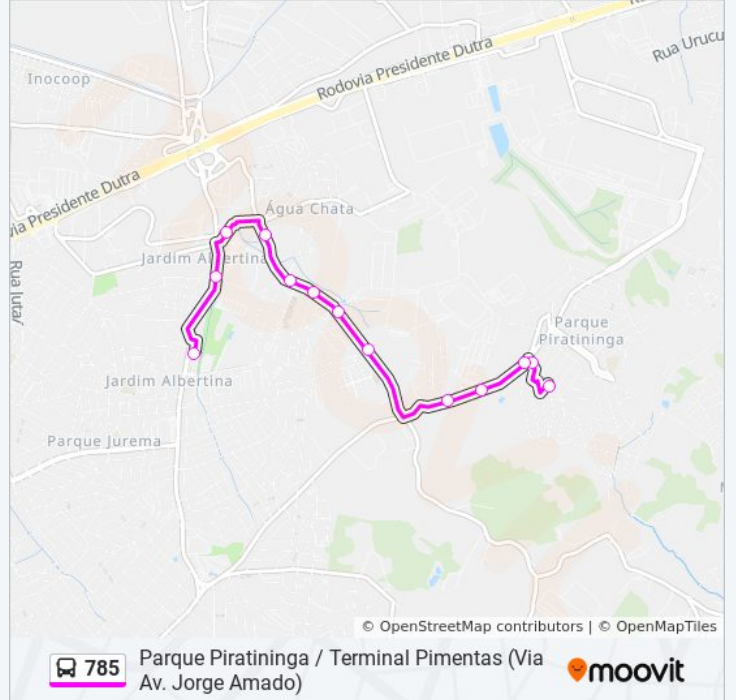 Inocoop
Rodovia Presidente Dutra
Rua Urucu
via Presidente Dutra
Água Chata
Jardim Albertina
Rua Iutaí
Parque
Piratininga
Jardim Albertina
Parque Jurema
© OpenStreetMap contributors | © OpenMapTiles
785
Parque Piratininga / Terminal Pimentas (Via
Av. Jorge Amado)
moovit